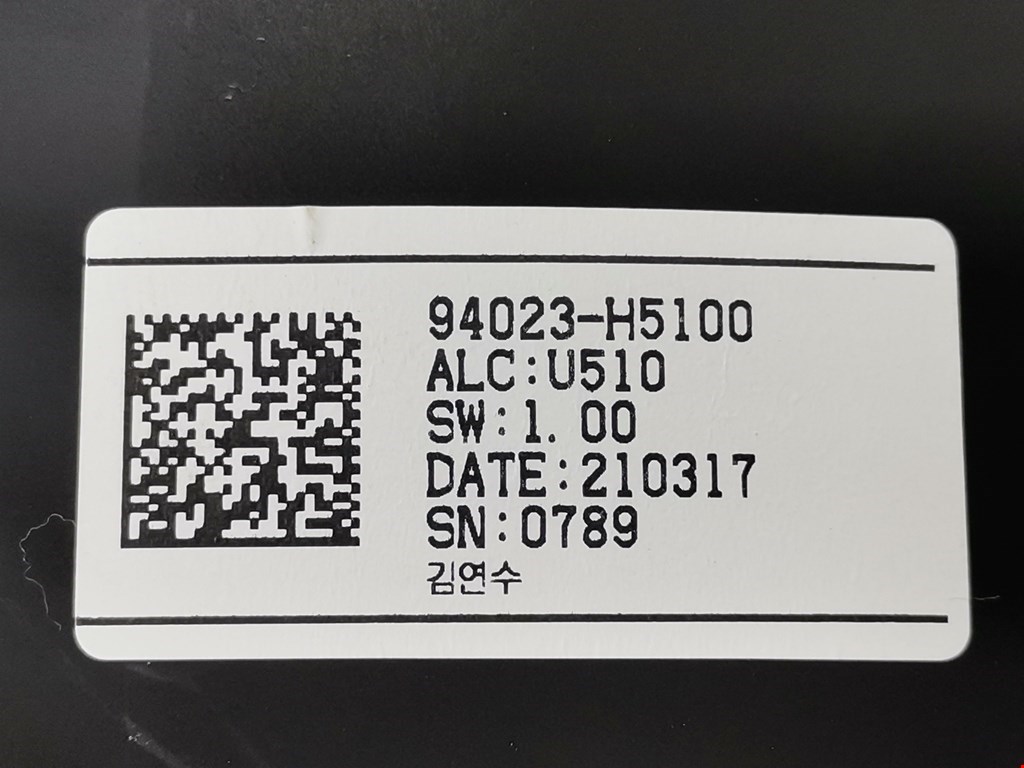 94023-H5100
ALC:U510
SW:1.00
DATE:210317
SN:0789
김연수